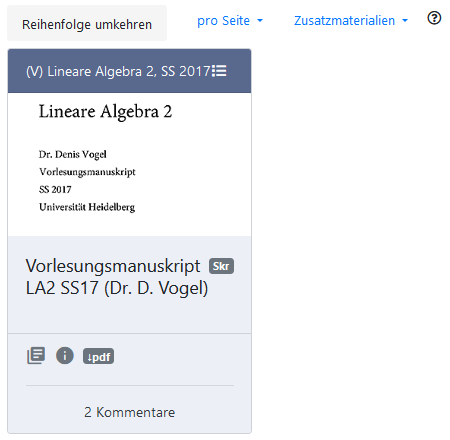 Reihenfolge umkehren
pro Seite
Zusatzmaterialien
(V) Lineare Algebra 2, SS 2017
Lineare Algebra 2
Dr. Denis Vogel
Vorlesungsmanuskript
SS 2017
Universität Heidelberg
Vorlesungsmanuskript Skr
LA2 SS17 (Dr. D. Vogel)
↓pdf
2 Kommentare